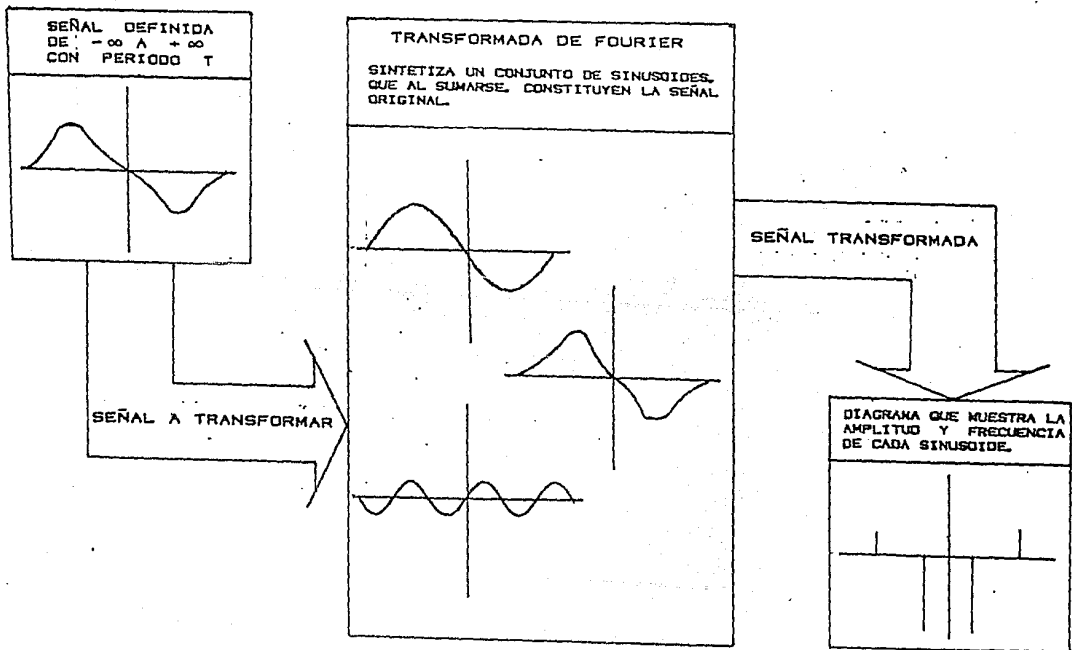 SEÑAL DEFINIDA
DE -∞ A +∞
CON PERIODO T
SEÑAL A TRANSFORMAR
TRANSFORMADA DE FOURIER
SINTETIZA UN CONJUNTO DE SINUSOIDES,
QUE AL SUMARSE, CONSTITUYEN LA SEÑAL
ORIGINAL.
SEÑAL TRANSFORMADA
DIAGRAMA QUE MUESTRA LA
AMPLITUD Y FRECUENCIA
DE CADA SINUSOIDE.